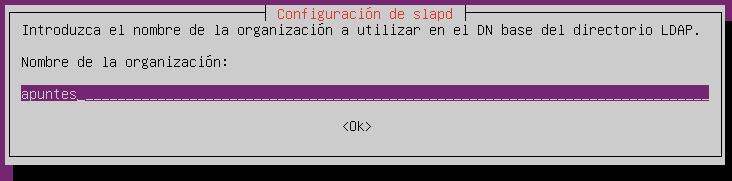 Configuración de slapd
Introduzca el nombre de la organización a utilizar en el DN base del directorio LDAP.
Nombre de la organización:
apuntes
<Ok>